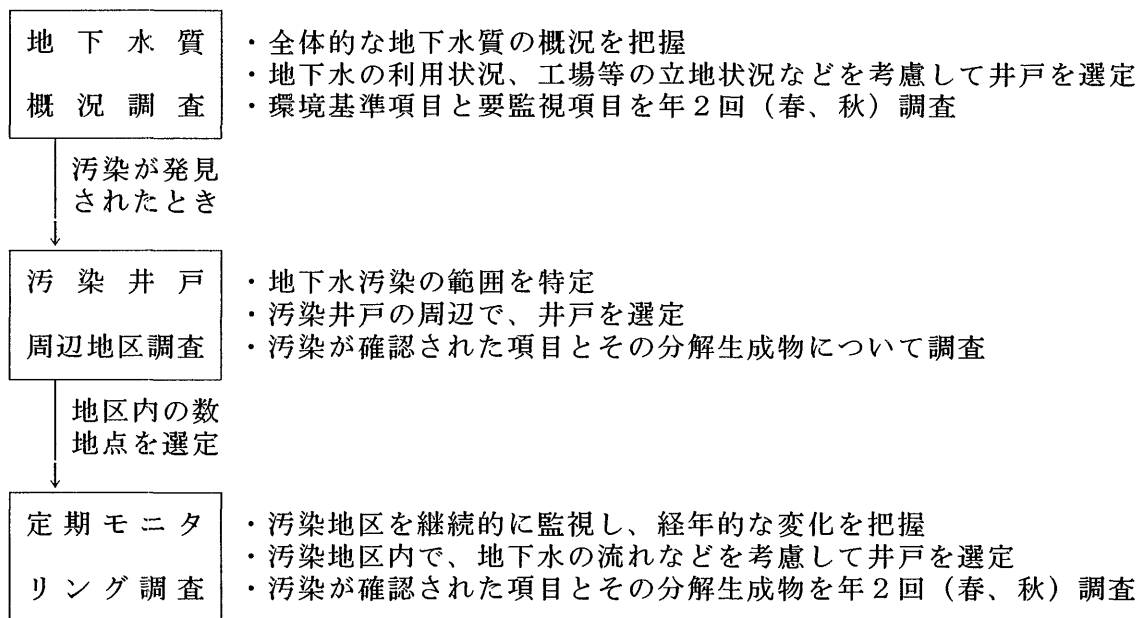 地下水質
概況調査
・全体的な地下水質の概況を把握
・地下水の利用状況、工場等の立地状況などを考慮して井戸を選定
・環境基準項目と要監視項目を年2回（春、秋）調査
汚染が発見
されたとき
汚染井戸
周辺地区調査
・地下水汚染の範囲を特定
・汚染井戸の周辺で、井戸を選定
・汚染が確認された項目とその分解生成物について調査
地区内の数
地点を選定
定期モニタ
リング調査
・汚染地区を継続的に監視し、経年的な変化を把握
・汚染地区内で、地下水の流れなどを考慮して井戸を選定
・汚染が確認された項目とその分解生成物を年2回（春、秋）調査